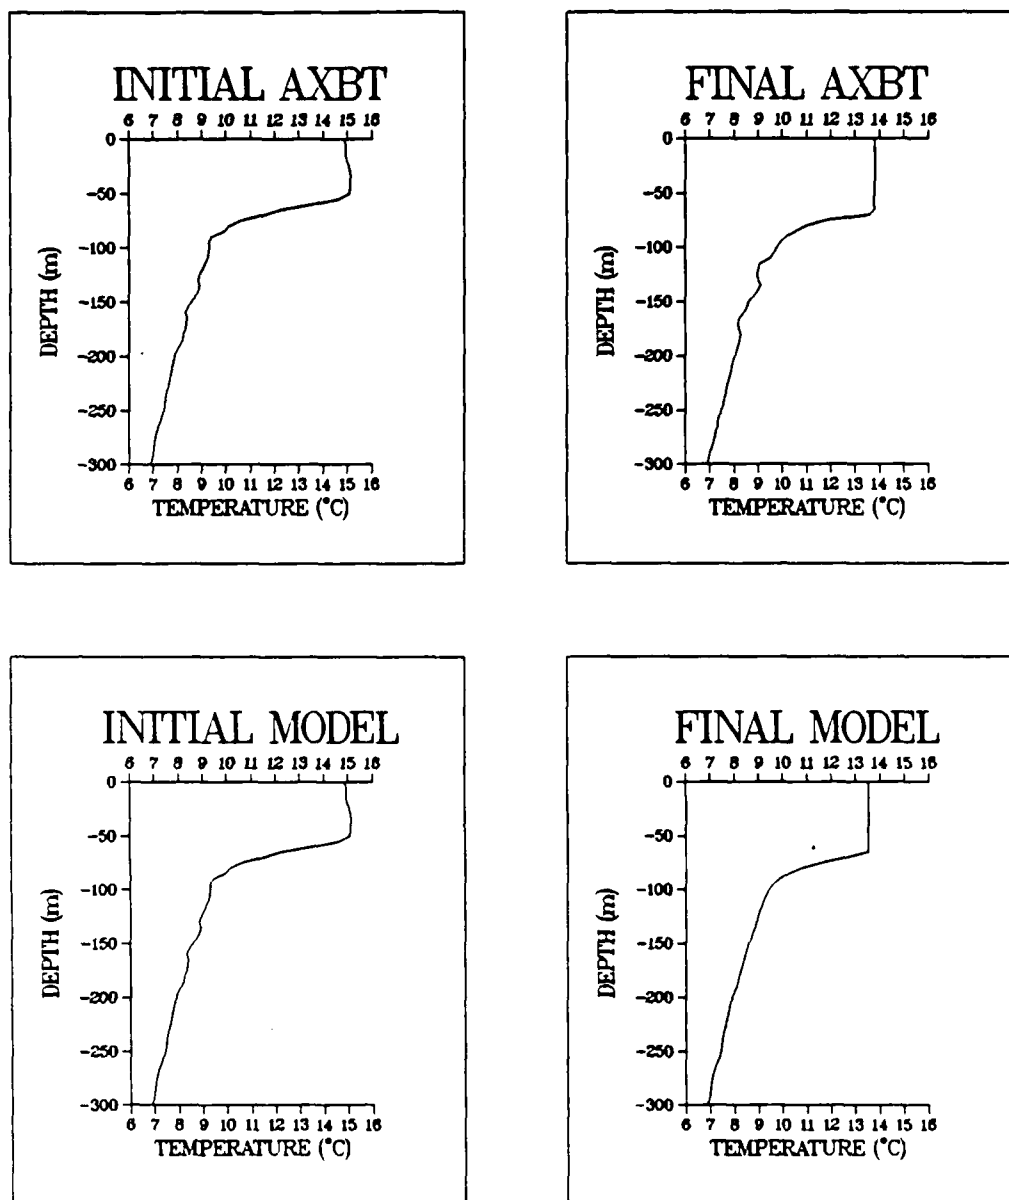 INITIAL AXBT
6 7 8 9 10 11 12 13 14 15 16
0
-50
-100
-150
-200
-250
-300
DEPTH (m)
6 7 8 9 10 11 12 13 14 15 16
TEMPERATURE (°C)
FINAL AXBT
6 7 8 9 10 11 12 13 14 15 16
0
-50
-100
-150
-200
-250
-300
DEPTH (m)
6 7 8 9 10 11 12 13 14 15 16
TEMPERATURE (°C)
INITIAL MODEL
6 7 8 9 10 11 12 13 14 15 16
0
-50
-100
-150
-200
-250
-300
DEPTH (m)
6 7 8 9 10 11 12 13 14 15 16
TEMPERATURE (°C)
FINAL MODEL
6 7 8 9 10 11 12 13 14 15 16
0
-50
-100
-150
-200
-250
-300
DEPTH (m)
6 7 8 9 10 11 12 13 14 15 16
TEMPERATURE (°C)